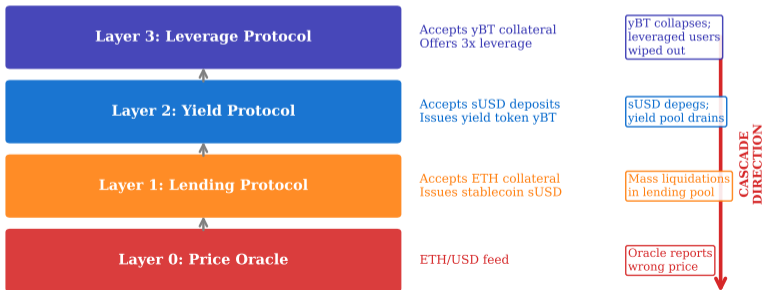 Layer 3: Leverage Protocol
Accepts yBT collateral
Offers 3x leverage
yBT collapses;
leveraged users
wiped out
Layer 2: Yield Protocol
Accepts sUSD deposits
Issues yield token yBT
sUSD depegs;
yield pool drains
Layer 1: Lending Protocol
Accepts ETH collateral
Issues stablecoin sUSD
Mass liquidations
in lending pool
Layer 0: Price Oracle
ETH/USD feed
Oracle reports
wrong price
CASCADE
DIRECTION